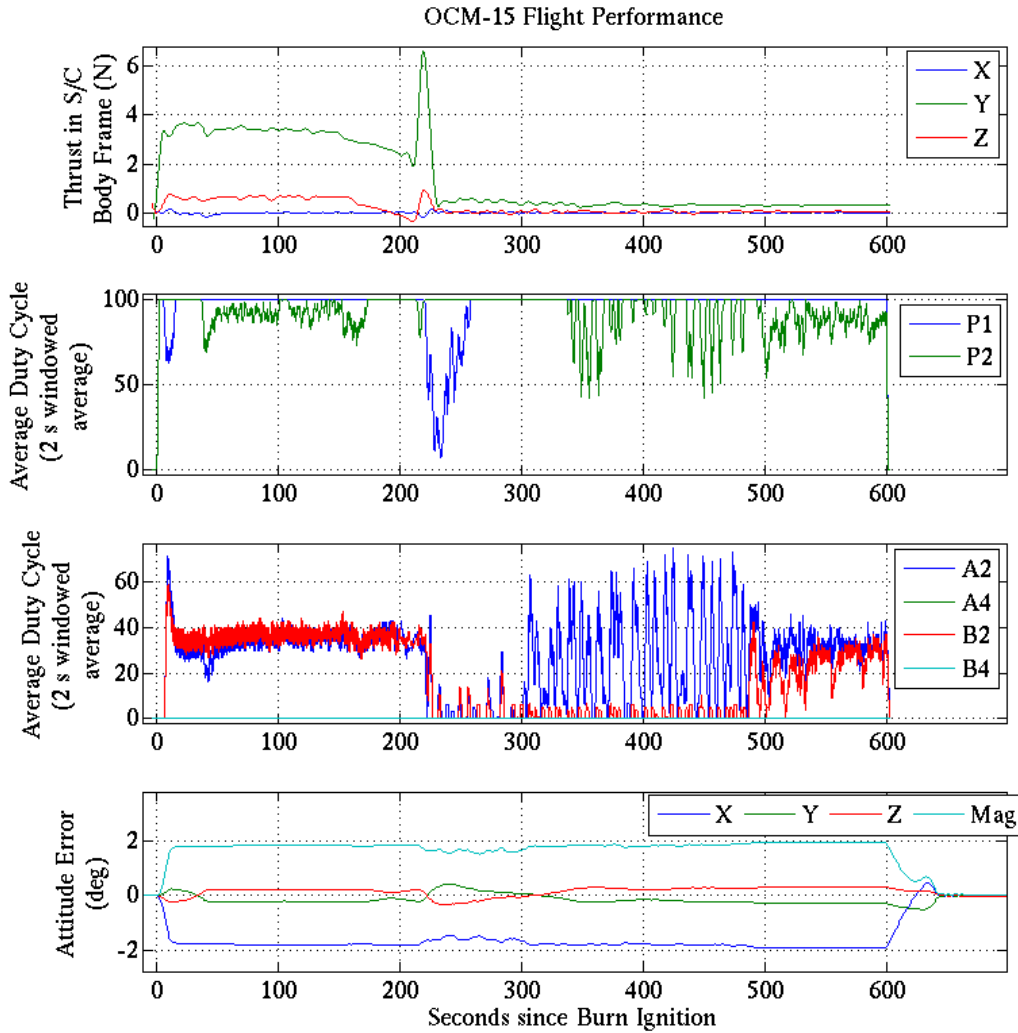 OCM-15 Flight Performance
Thrust in S/C
Body Frame (N)
6
4
2
0
X
Y
Z
0 100 200 300 400 500 600
Average Duty Cycle
(2 s windowed
average)
100
50
0
P1
P2
0 100 200 300 400 500 600
Average Duty Cycle
(2 s windowed
average)
60
40
20
0
A2
A4
B2
B4
0 100 200 300 400 500 600
Attitude Error
(deg)
2
0
-2
X Y Z Mag
0 100 200 300 400 500 600
Seconds since Burn Ignition